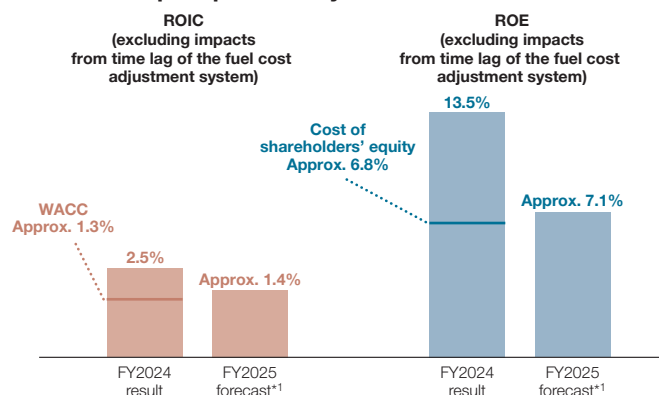 ROIC
(excluding impacts
from time lag of the fuel cost
adjustment system)
WACC
Approx. 1.3%
2.5%
Approx. 1.4%
FY2024
result
FY2025
forecast*1
ROE
(excluding impacts
from time lag of the fuel cost
adjustment system)
13.5%
Cost of
shareholders' equity
Approx. 6.8%
Approx. 7.1%
FY2024
result
FY2025
forecast*1